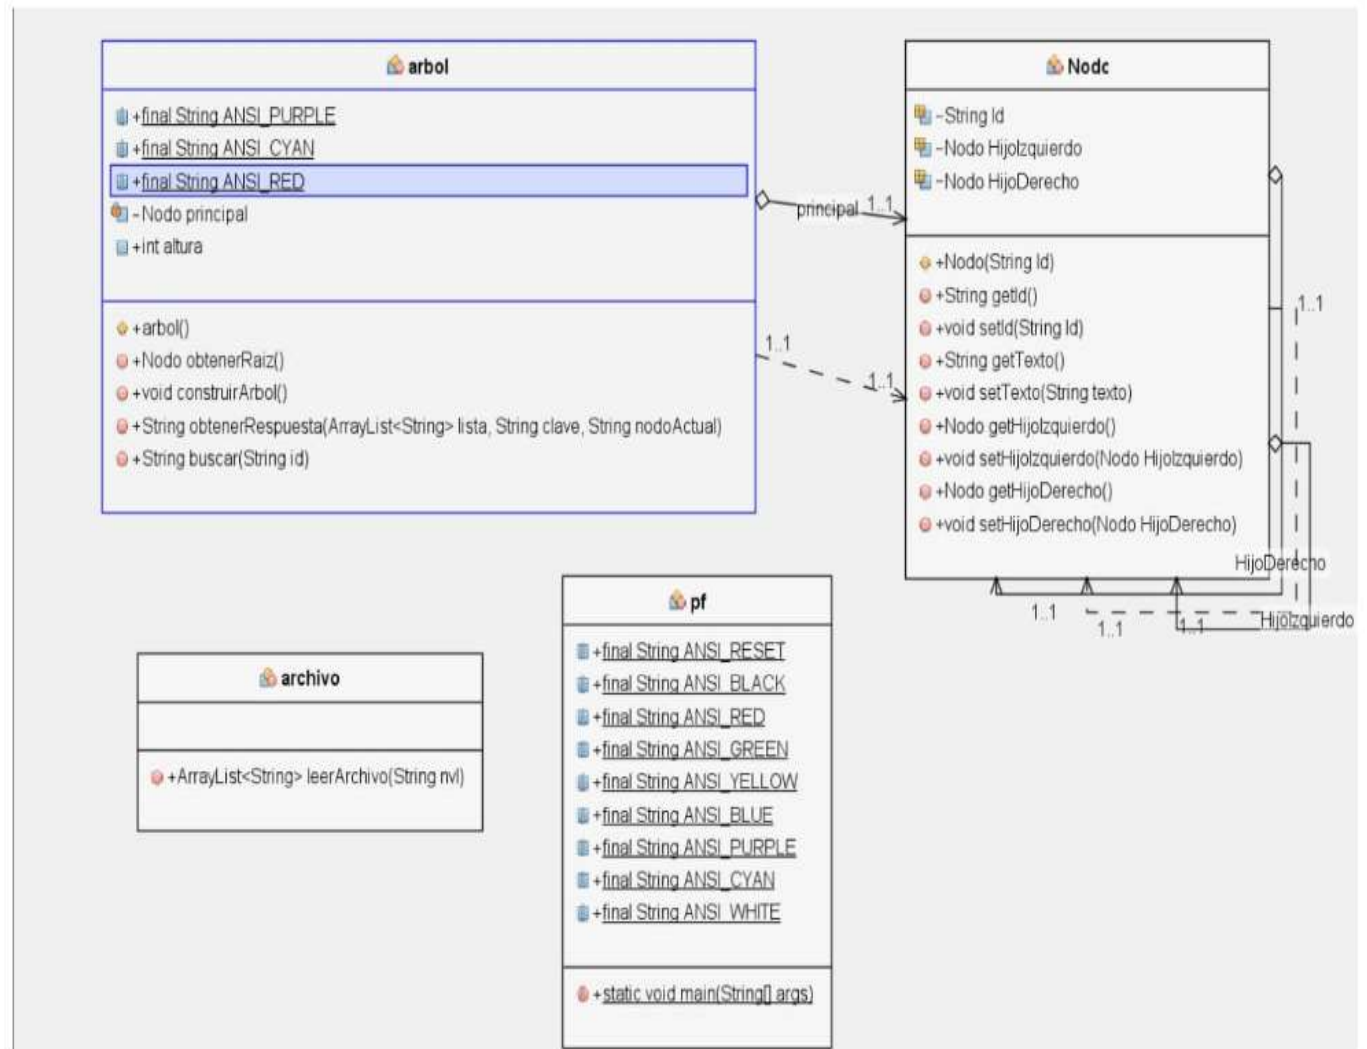 arbol
+final String ANSI_PURPLE
+final String ANSI_CYAN
+final String ANSI_RED
-Nodo principal
+int altura
+arbol()
+Nodo obtenerRaiz()
+void construirArbol()
+String obtenerRespuesta(ArrayList<String> lista, String clave, String nodoActual)
+String buscar(String id)
principal 1..1
1..1
1..1
Nodc
-String Id
-Nodo HijoIzquierdo
-Nodo HijoDerecho
+Nodo(String Id)
+String getId()
+void setId(String Id)
+String getTexto()
+void setTexto(String texto)
+Nodo getHijoIzquierdo()
+void setHijoIzquierdo(Nodo HijoIzquierdo)
+Nodo getHijoDerecho()
+void setHijoDerecho(Nodo HijoDerecho)
1..1
HijoDerecho
1..1
1..1
1..1
HijoIzquierdo
archivo
+ArrayList<String> leerArchivo(String nvl)
pf
+final String ANSI_RESET
+final String ANSI_BLACK
+final String ANSI_RED
+final String ANSI_GREEN
+final String ANSI_YELLOW
+final String ANSI_BLUE
+final String ANSI_PURPLE
+final String ANSI_CYAN
+final String ANSI_WHITE
+static void main(String[] args)